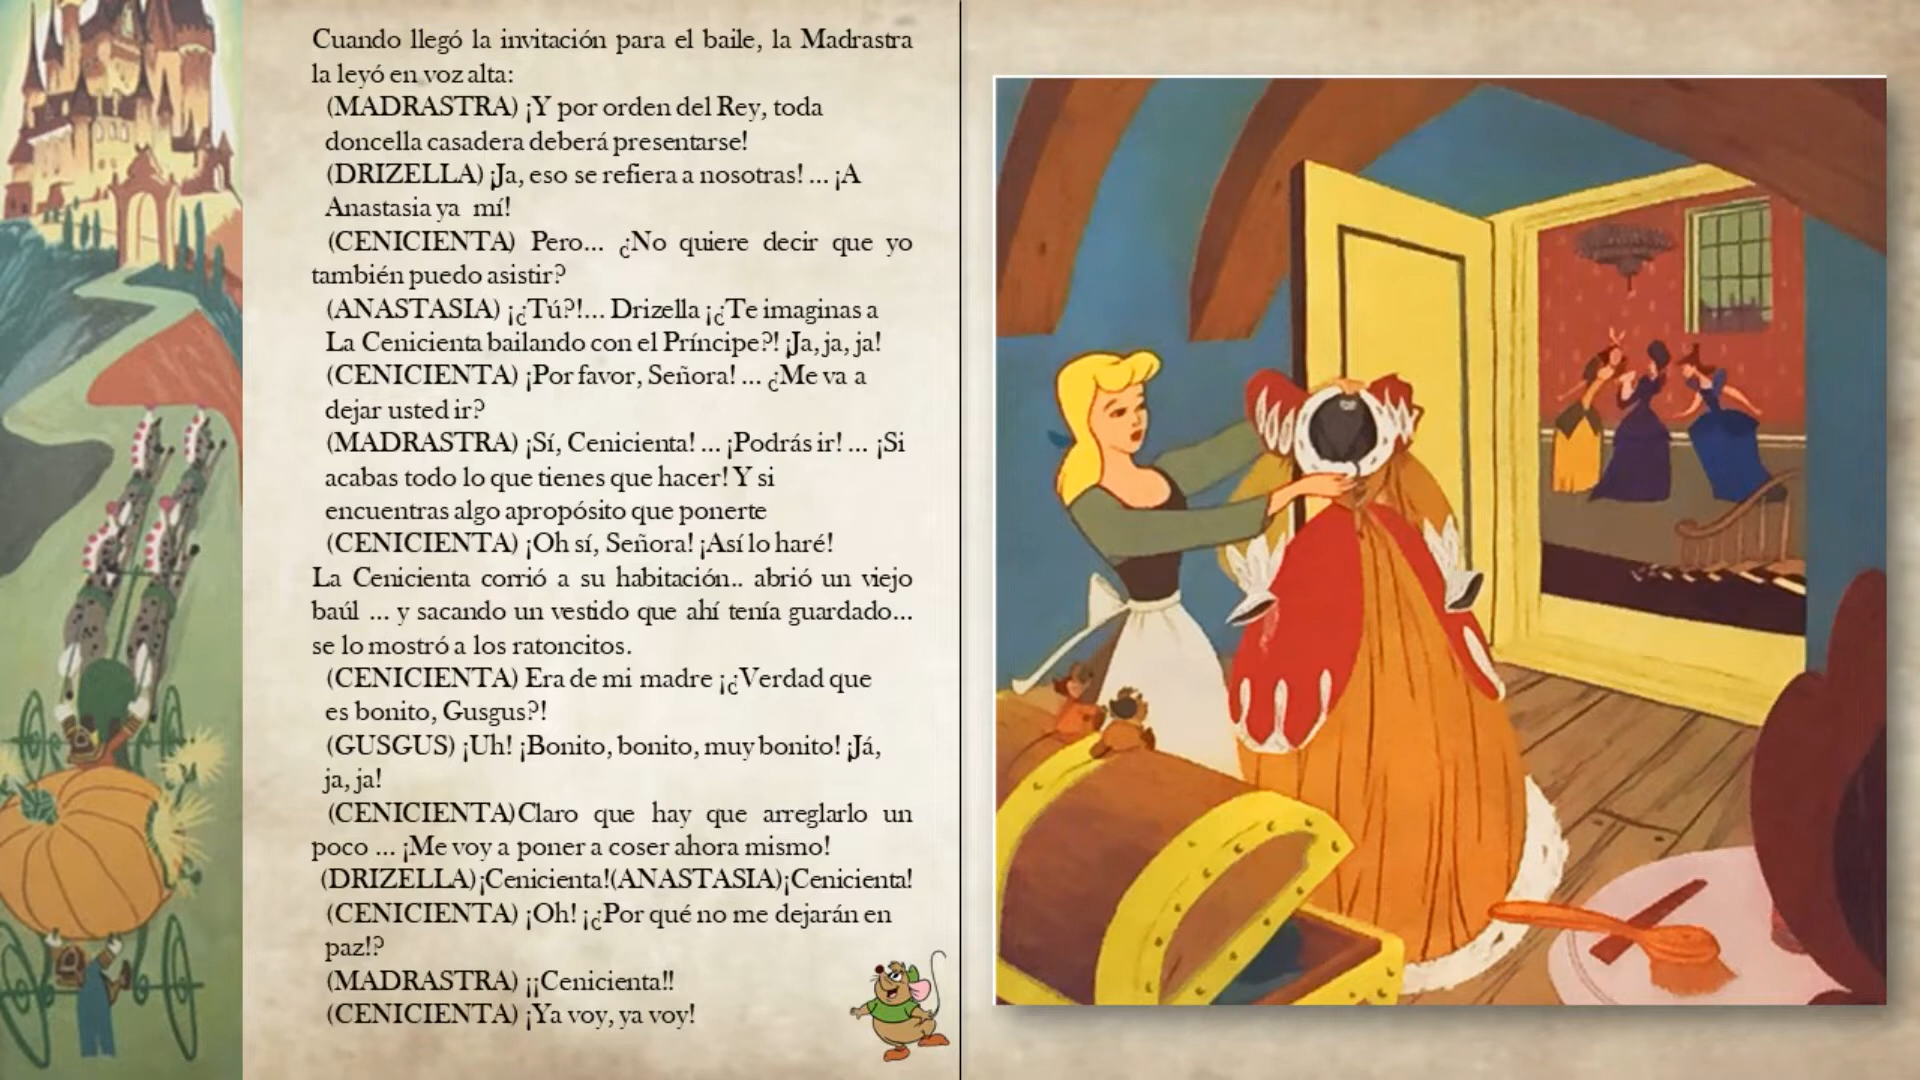 Cuando llegó la invitación para el baile, la Madrastra
la leyó en voz alta:
(MADRASTRA) ¡Y por orden del Rey, toda
doncella casadera deberá presentarse!
(DRIZELLA) ¡Ja, eso se refiera a nosotras! ... ¡A
Anastasia ya mí!
(CENICIENTA) Pero... ¿No quiere decir que yo
también puedo asistir?
(ANASTASIA) ¡¿Tú?!... Drizella ¡¿Te imaginas a
La Cenicienta bailando con el Príncipe?! ¡Ja, ja, ja!
(CENICIENTA) ¡Por favor, Señora! ... ¿Me va a
dejar usted ir?
(MADRASTRA) ¡Sí, Cenicienta! ... ¡Podrás ir! ... ¡Si
acabas todo lo que tienes que hacer! Y si
encuentras algo apropósito que ponerte
(CENICIENTA) ¡Oh sí, Señora! ¡Así lo haré!
La Cenicienta corrió a su habitación.. abrió un viejo
baúl ... y sacando un vestido que ahí tenía guardado...
se lo mostró a los ratoncitos.
(CENICIENTA) Era de mi madre ¡¿Verdad que
es bonito, Gusgus?!
(GUSGUS) ¡Uh! ¡Bonito, bonito, muy bonito! ¡Já,
ja, ja!
(CENICIENTA)Claro que hay que arreglarlo un
poco ... ¡Me voy a poner a coser ahora mismo!
(DRIZELLA)¡Cenicienta!(ANASTASIA)¡Cenicienta!
(CENICIENTA) ¡Oh! ¡¿Por qué no me dejarán en
paz!?
(MADRASTRA) ¡¡Cenicienta!!
(CENICIENTA) ¡Ya voy, ya voy!